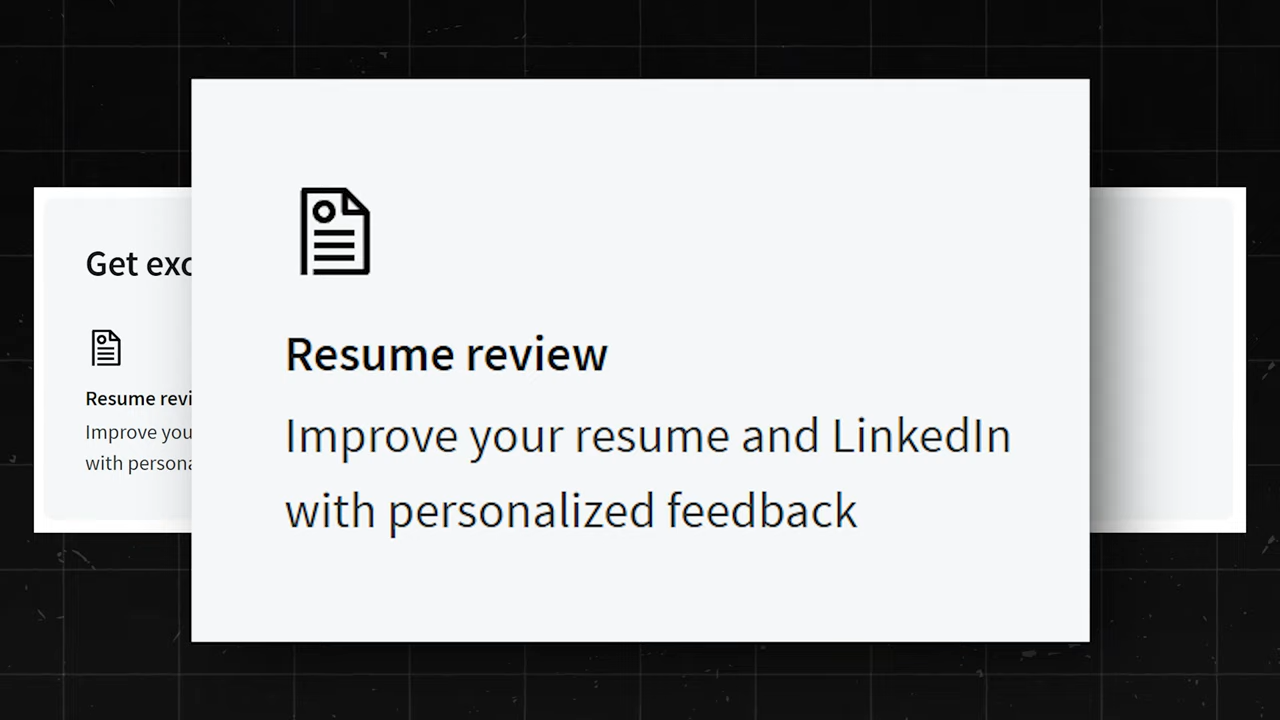 Get exc
Resume revi
Improve you
with persona
Resume review
Improve your resume and LinkedIn
with personalized feedback